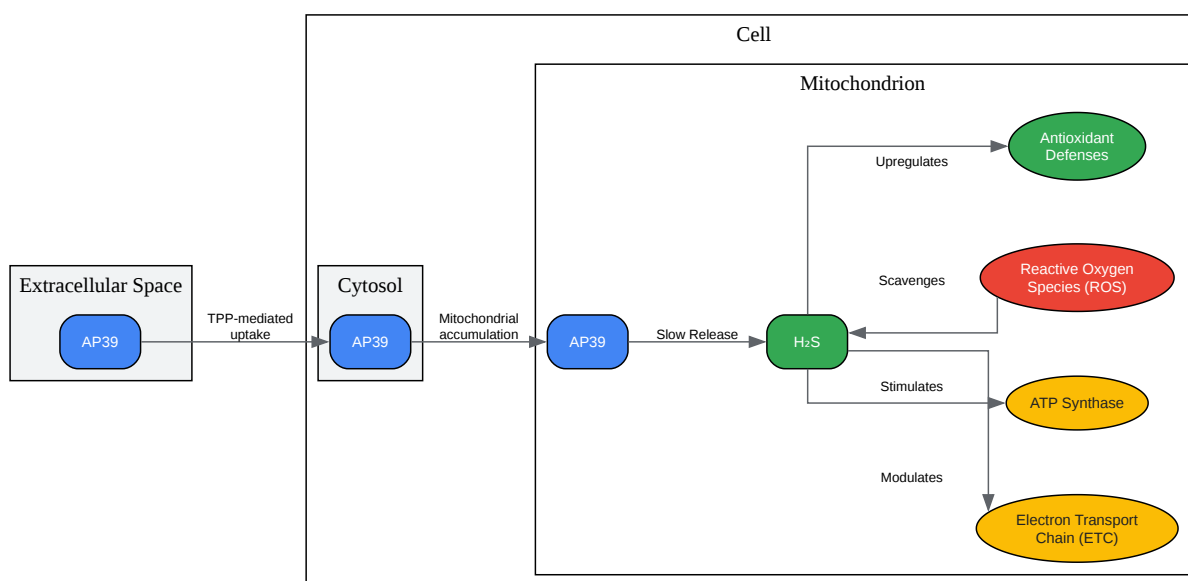 Cell
Mitochondrion
Antioxidant
Defenses
Upregulates
Reactive Oxygen
Species (ROS)
Scavenges
Extracellular Space
Cytosol
TPP-mediated
uptake
Mitochondrial
accumulation
AP39
AP39
AP39
Slow Release
H₂S
Stimulates
ATP Synthase
Modulates
Electron Transport
Chain (ETC)